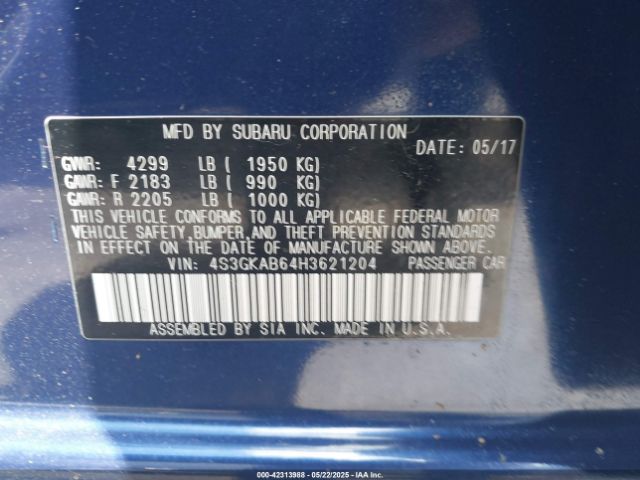 MFD BY SUBARU CORPORATION
DATE: 05/17
GVWR: 4299 LB ( 1950 KG)
GAWR: F 2183 LB ( 990 KG)
GAWR: R 2205 LB ( 1000 KG)
THIS VEHICLE CONFORMS TO ALL APPLICABLE FEDERAL MOTOR
VEHICLE SAFETY, BUMPER, AND THEFT PREVENTION STANDARDS
IN EFFECT ON THE DATE OF MANUFACTURE SHOWN ABOVE.
VIN: 4S3GKAB64H3621204 PASSENGER CAR
ASSEMBLED BY SIA INC. MADE IN U.S.A.
000-42313988 - 05/22/2025 - IAAI.COM